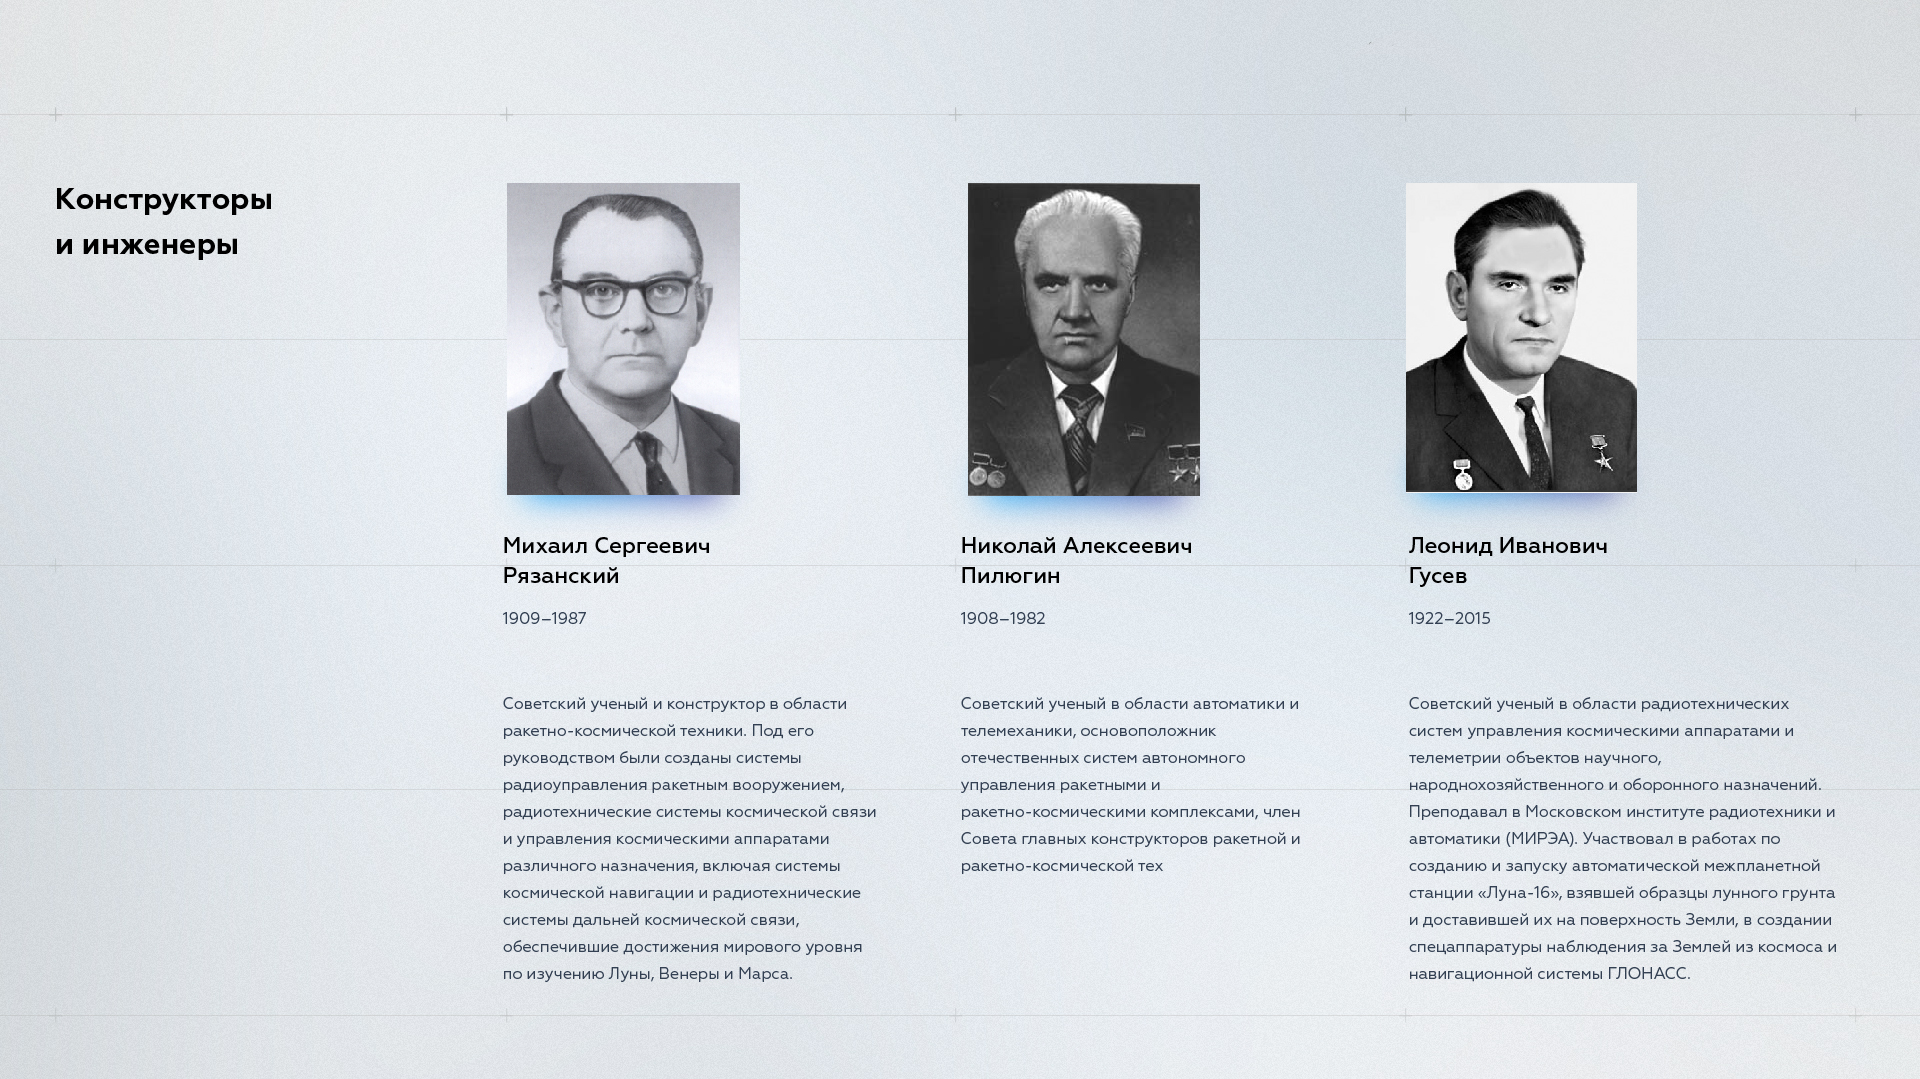 Конструкторы
и инженеры
Михаил Сергеевич
Рязанский
1909–1987
Советский ученый и конструктор в области
ракетно-космической техники. Под его
руководством были созданы системы
радиоуправления ракетным вооружением,
радиотехнические системы космической связи
и управления космическими аппаратами
различного назначения, включая системы
космической навигации и радиотехнические
системы дальней космической связи,
обеспечившие достижения мирового уровня
по изучению Луны, Венеры и Марса.
Николай Алексеевич
Пилюгин
1908–1982
Советский ученый в области автоматики и
телемеханики, основоположник
отечественных систем автономного
управления ракетными и
ракетно-космическими комплексами, член
Совета главных конструкторов ракетной и
ракетно-космической тех
Леонид Иванович
Гусев
1922–2015
Советский ученый в области радиотехнических
систем управления космическими аппаратами и
телеметрии объектов научного,
народнохозяйственного и оборонного назначений.
Преподавал в Московском институте радиотехники и
автоматики (МИРЭА). Участвовал в работах по
созданию и запуску автоматической межпланетной
станции «Луна-16», взявшей образцы лунного грунта
и доставившей их на поверхность Земли, в создании
спецаппаратуры наблюдения за Землей из космоса и
навигационной системы ГЛОНАСС.